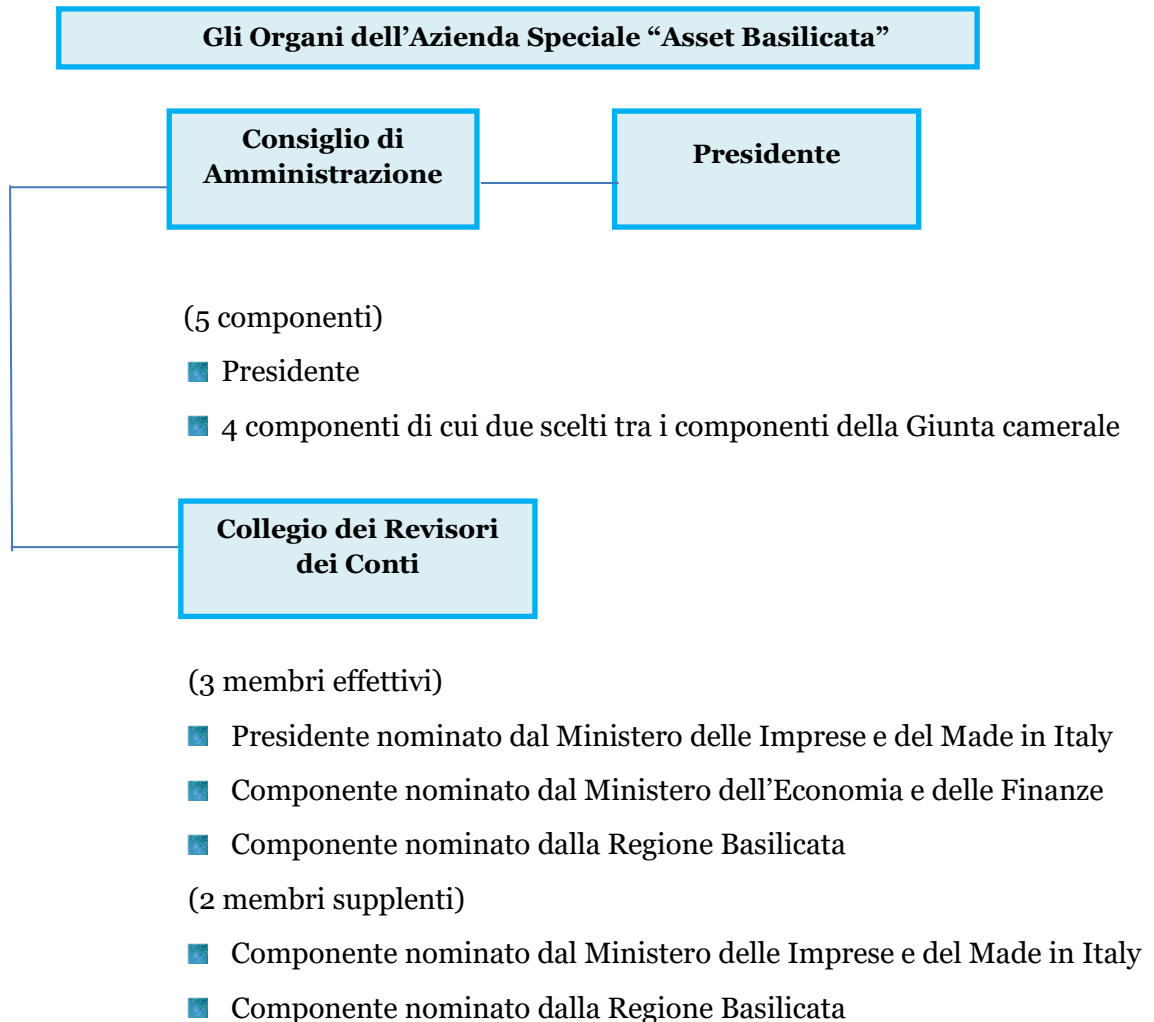 Gli Organi dell’Azienda Speciale “Asset Basilicata”
Consiglio di
Amministrazione
Presidente
(5 componenti)
Presidente
4 componenti di cui due scelti tra i componenti della Giunta camerale
Collegio dei Revisori
dei Conti
(3 membri effettivi)
Presidente nominato dal Ministero delle Imprese e del Made in Italy
Componente nominato dal Ministero dell’Economia e delle Finanze
Componente nominato dalla Regione Basilicata
(2 membri supplenti)
Componente nominato dal Ministero delle Imprese e del Made in Italy
Componente nominato dalla Regione Basilicata